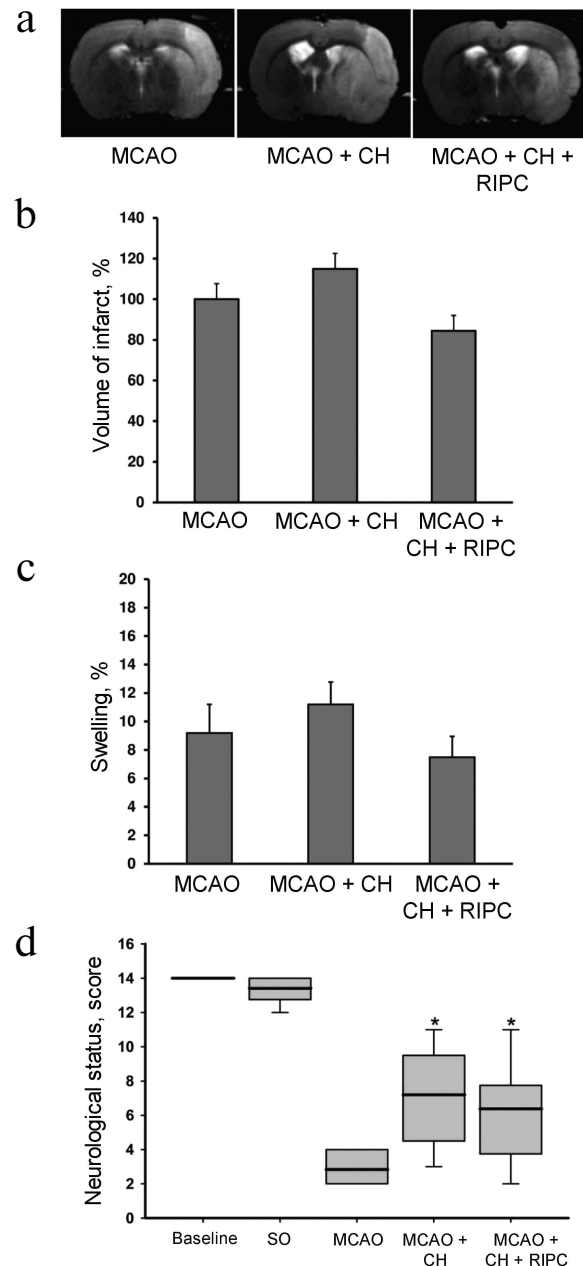 a
MCAO
MCAO + CH
MCAO + CH +
RIPC
b
Volume of infarct, %
140
120
100
80
60
40
20
0
MCAO
MCAO + CH
MCAO +
CH + RIPC
c
Swelling, %
20
18
16
14
12
10
8
6
4
2
0
MCAO
MCAO + CH
MCAO +
CH + RIPC
d
Neurological status, score
16
14
12
10
8
6
4
2
0
*
*
Baseline
SO
MCAO
MCAO +
CH
MCAO +
CH + RIPC